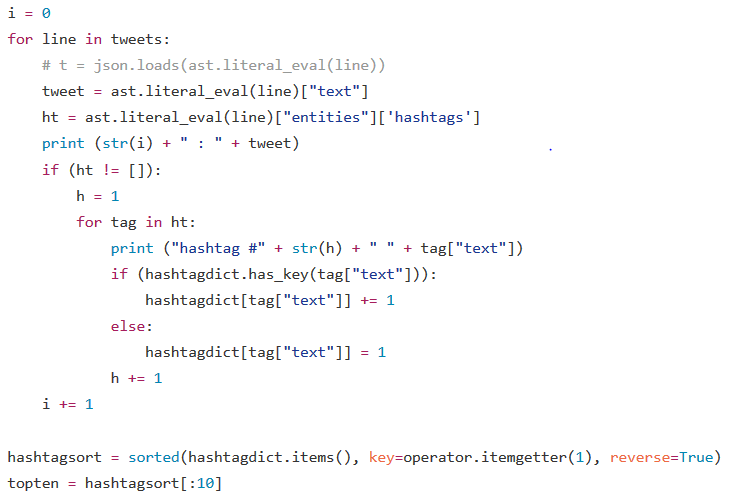 i = 0
for line in tweets:
    # t = json.loads(ast.literal_eval(line))
    tweet = ast.literal_eval(line)["text"]
    ht = ast.literal_eval(line)["entities"]['hashtags']
    print (str(i) + " : " + tweet)
    if (ht != []):
        h = 1
        for tag in ht:
            print ("hashtag #" + str(h) + " " + tag["text"])
            if (hashtagdict.has_key(tag["text"])):
                hashtagdict[tag["text"]] += 1
            else:
                hashtagdict[tag["text"]] = 1
            h += 1
    i += 1
hashtagsort = sorted(hashtagdict.items(), key=operator.itemgetter(1), reverse=True)
topten = hashtagsort[:10]